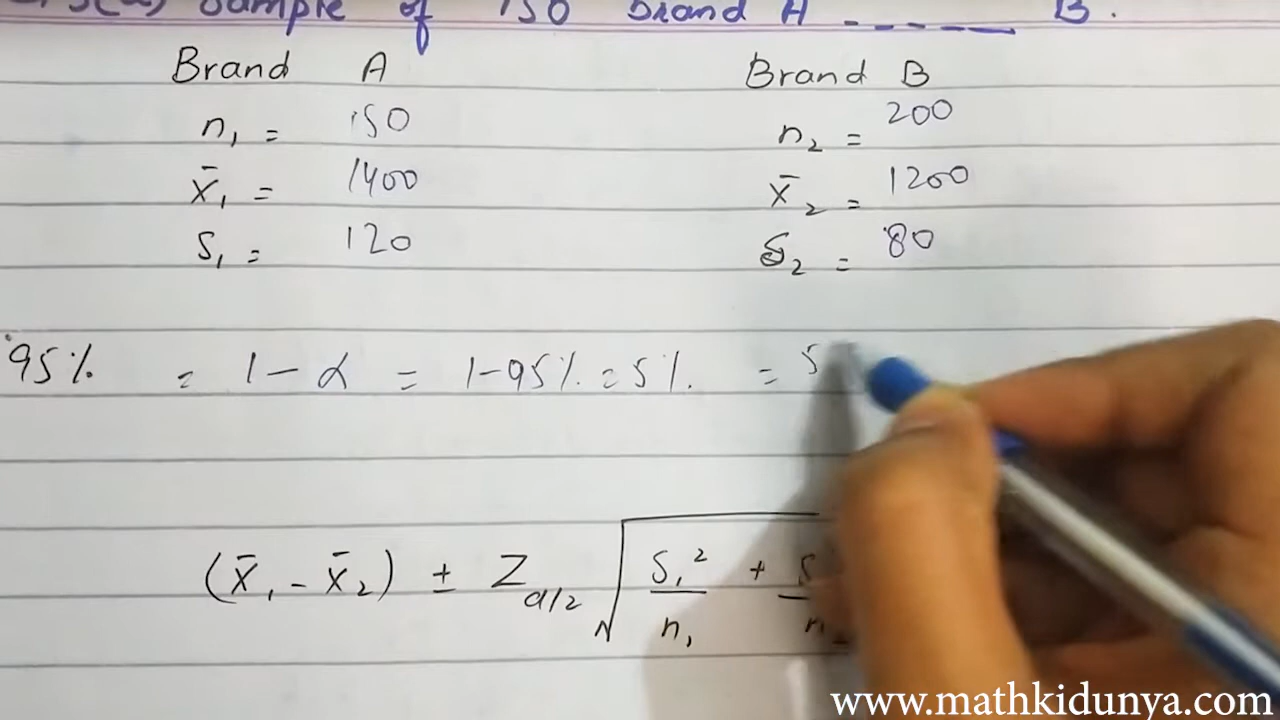 Sample of 150 brand A _ _ _ _ _ B.
Brand A Brand B
n₁ = 150 n₂ = 200
x̄₁ = 1400 x̄₂ = 1200
S₁ = 120 S₂ = 80
95% = 1 - α = 1-95% = 5% = 5
(x̄₁ - x̄₂) ± Z α/2 √ S₁²/n₁ + S/n₂
www.mathkidunya.com